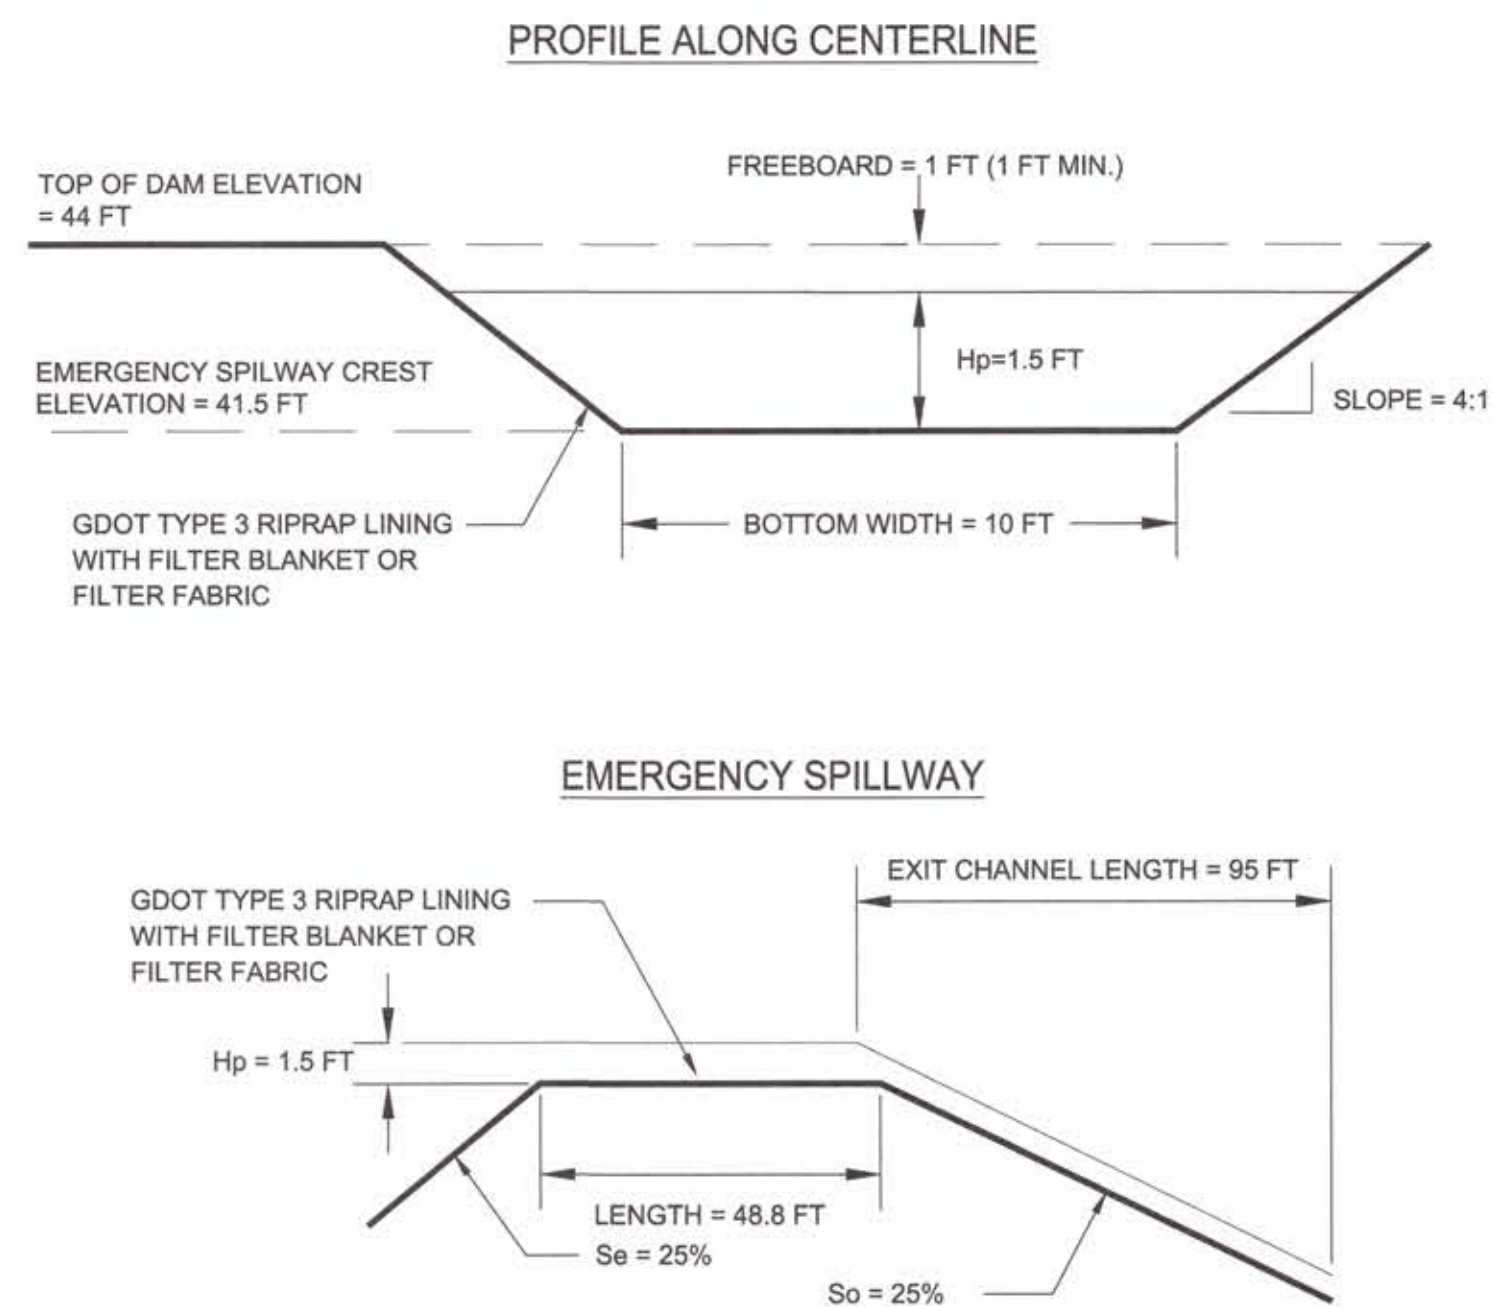 PROFILE ALONG CENTERLINE
TOP OF DAM ELEVATION
= 44 FT
FREEBOARD = 1 FT (1 FT MIN.)
Hp=1.5 FT
EMERGENCY SPILWAY CREST
ELEVATION = 41.5 FT
SLOPE = 4:1
GDOT TYPE 3 RIPRAP LINING
WITH FILTER BLANKET OR
FILTER FABRIC
BOTTOM WIDTH = 10 FT
EMERGENCY SPILLWAY
EXIT CHANNEL LENGTH = 95 FT
GDOT TYPE 3 RIPRAP LINING
WITH FILTER BLANKET OR
FILTER FABRIC
Hp = 1.5 FT
LENGTH = 48.8 FT
Se = 25%
So = 25%